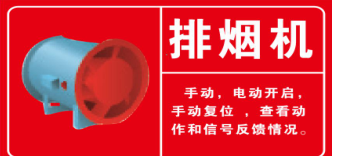 排烟机
手动，电动开启，
手动复位 ，查看动
作和信号反馈情况。